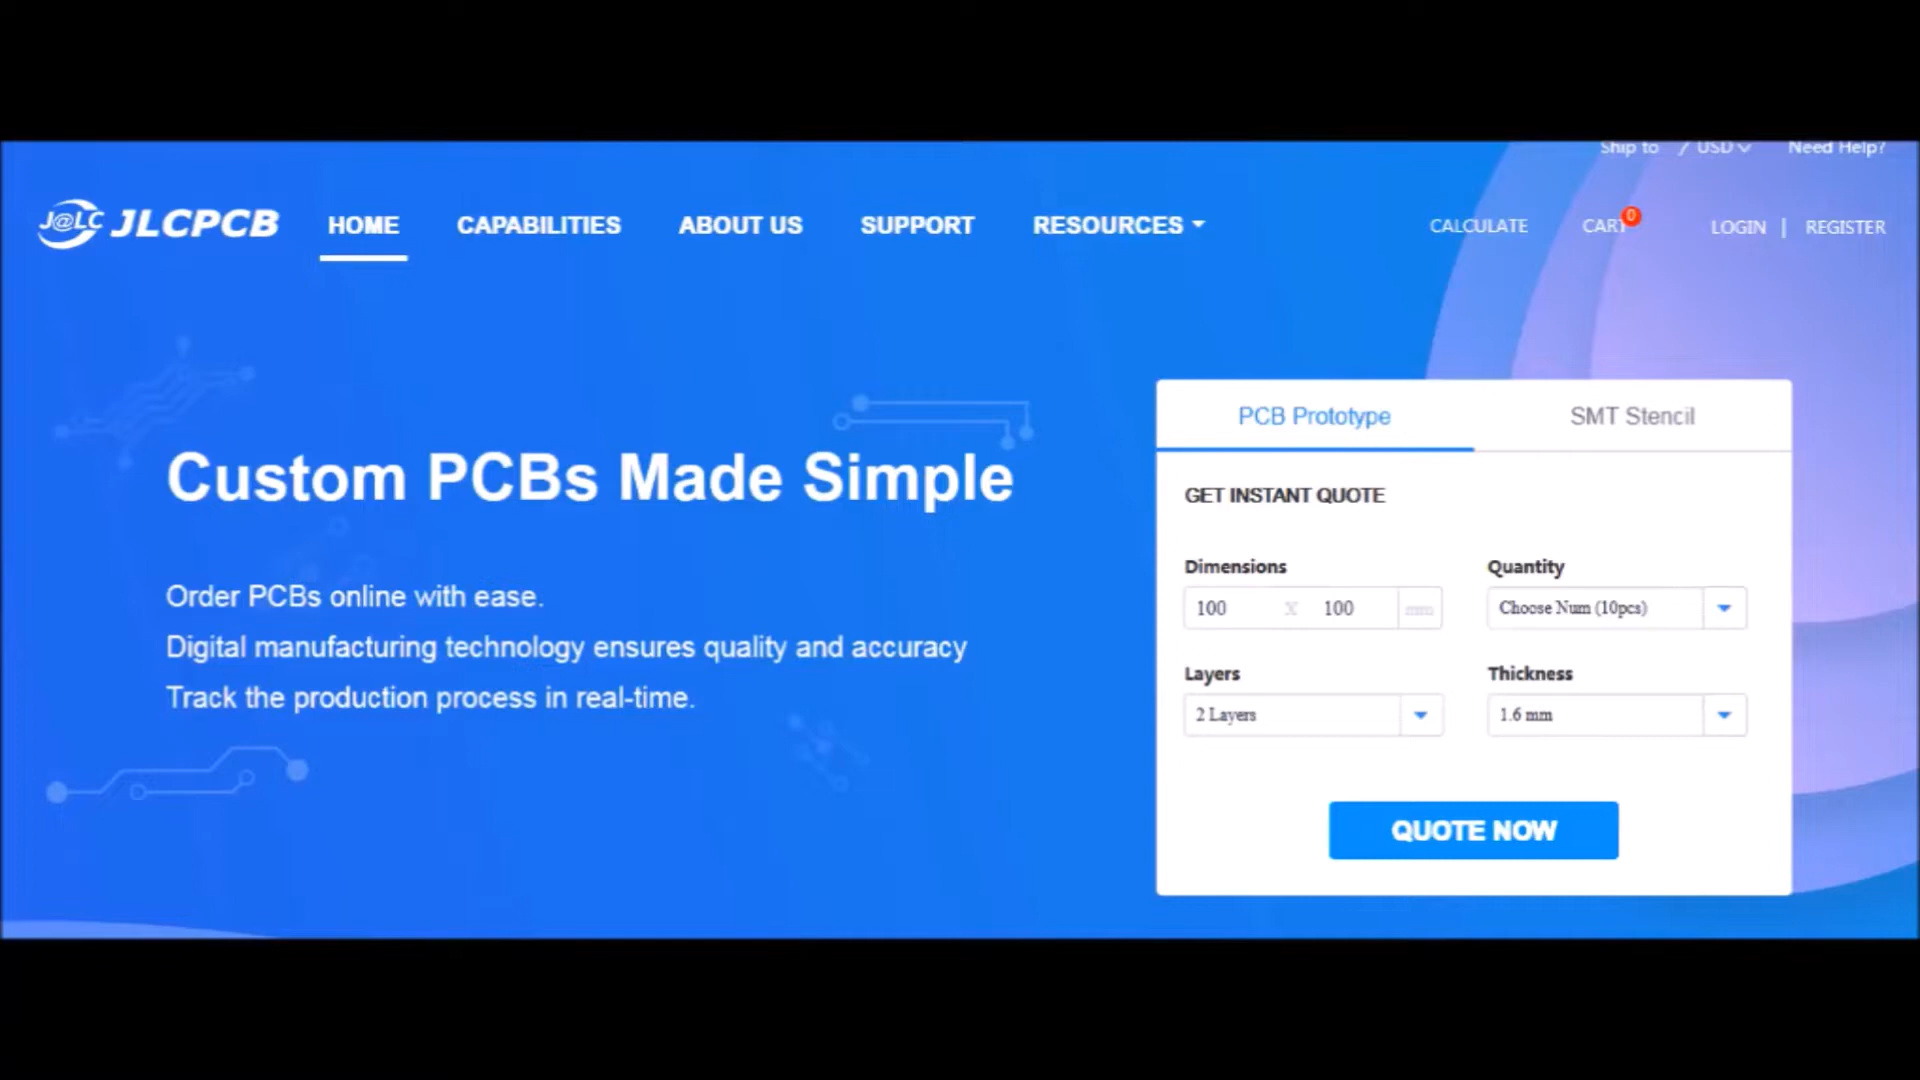 Ship to / USD Need Help?
J@LC JLCPCB HOME CAPABILITIES ABOUT US SUPPORT RESOURCES CALCULATE CART 0 LOGIN | REGISTER
PCB Prototype SMT Stencil
Custom PCBs Made Simple
GET INSTANT QUOTE
Order PCBs online with ease.
Digital manufacturing technology ensures quality and accuracy
Track the production process in real-time.
Dimensions Quantity
100 X 100 mm Choose Num (10pcs)
Layers Thickness
2 Layers 1.6 mm
QUOTE NOW